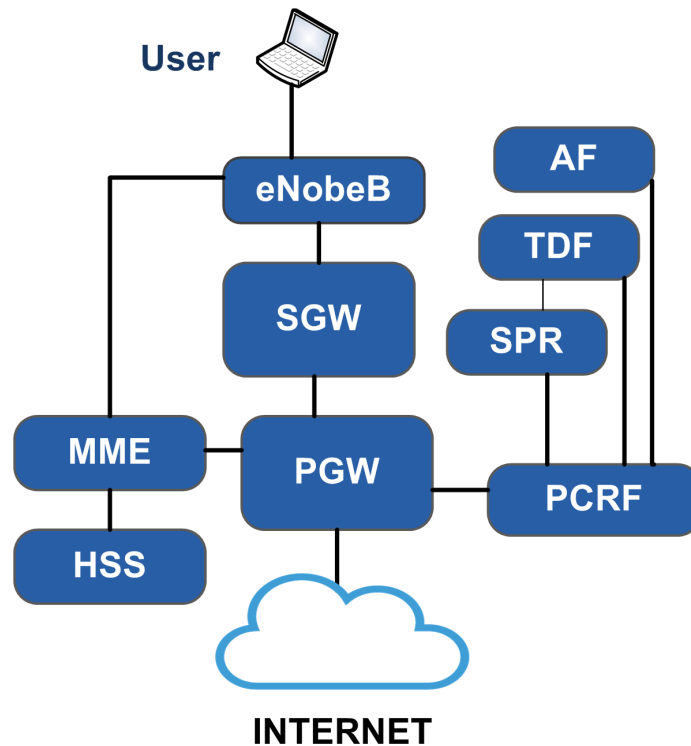 User
eNobeB
AF
TDF
SGW
SPR
MME
PGW
PCRF
HSS
INTERNET